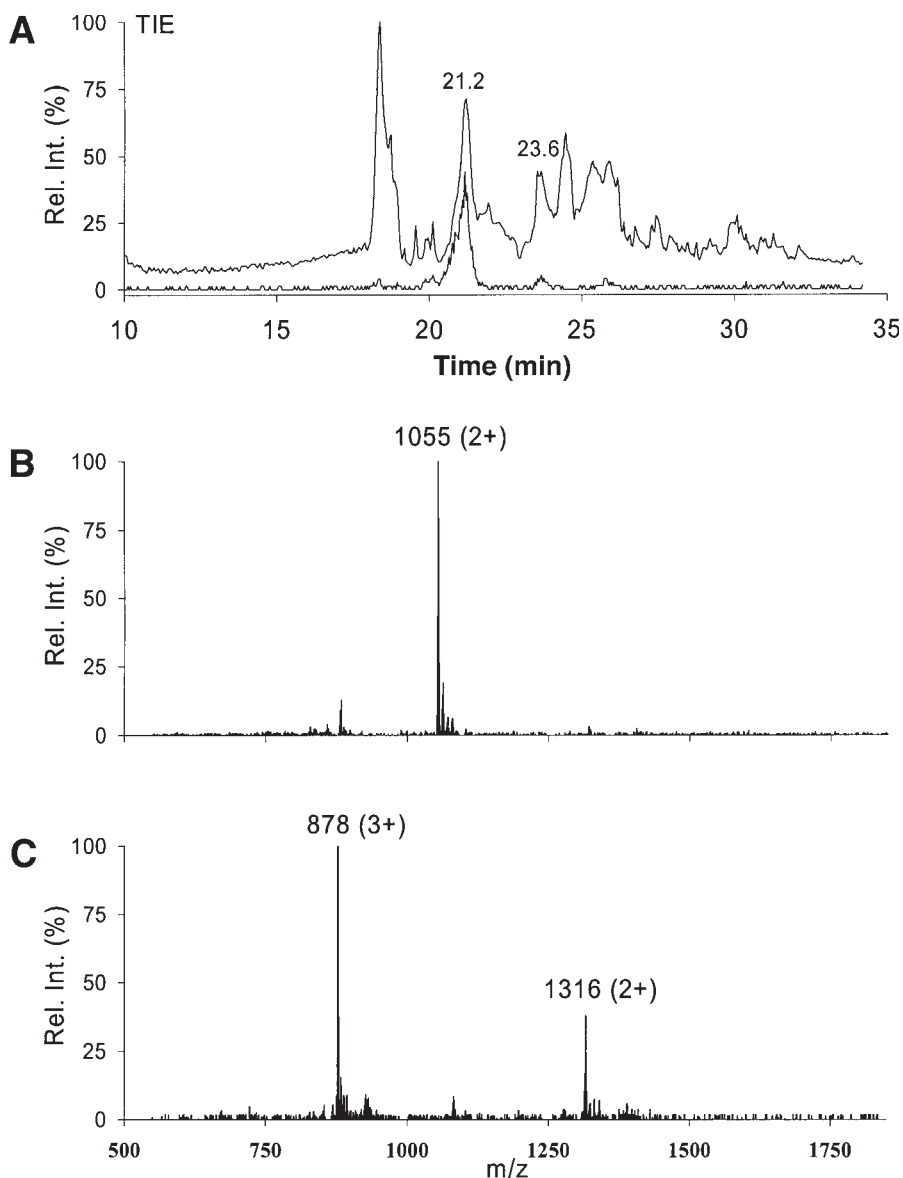 A
TIE
100
75
50
25
0
Rel. Int. (%)
21.2
23.6
10 15 20 25 30 35
Time (min)
B
1055 (2+)
100
75
50
25
0
Rel. Int. (%)
C
878 (3+)
1316 (2+)
100
75
50
25
0
Rel. Int. (%)
500 750 1000 1250 1500 1750
m/z